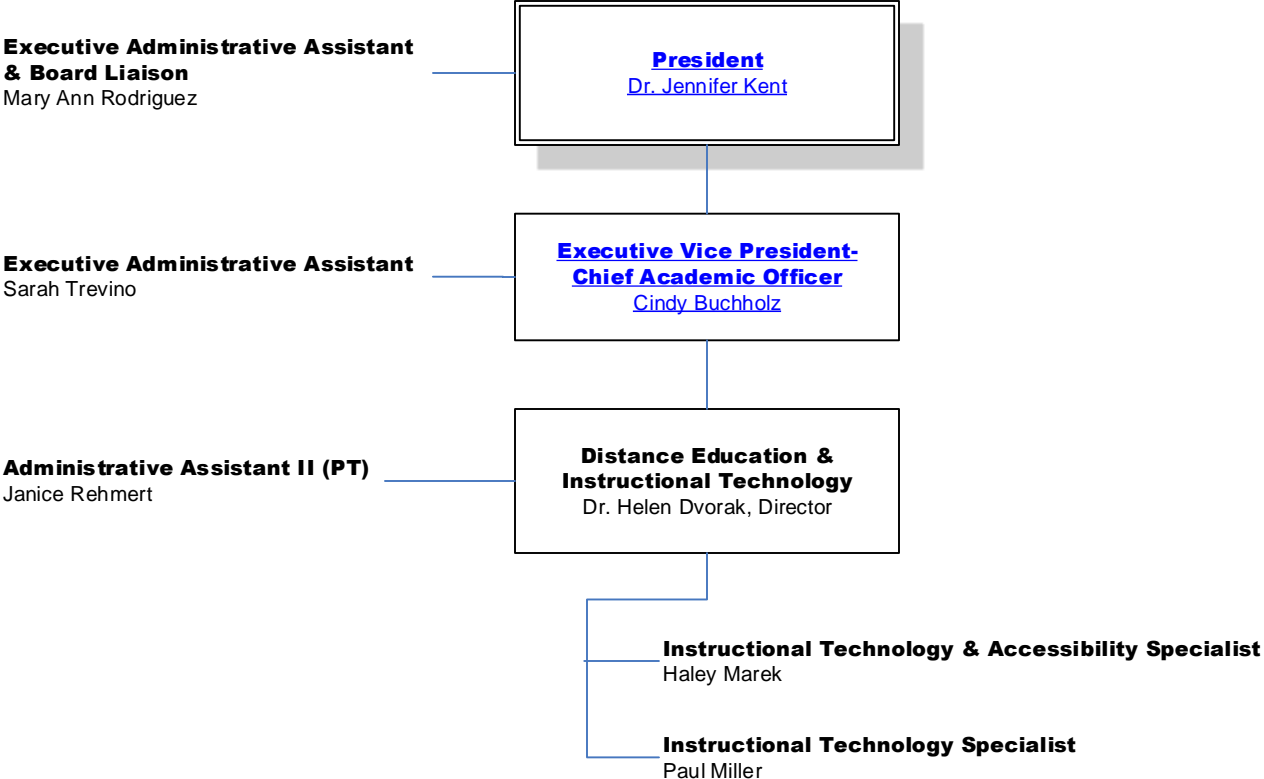 Executive Administrative Assistant
& Board Liaison
Mary Ann Rodriguez
President
Dr. Jennifer Kent
Executive Administrative Assistant
Sarah Trevino
Executive Vice President-
Chief Academic Officer
Cindy Buchholz
Administrative Assistant II (PT)
Janice Rehmert
Distance Education &
Instructional Technology
Dr. Helen Dvorak, Director
Instructional Technology & Accessibility Specialist
Haley Marek
Instructional Technology Specialist
Paul Miller